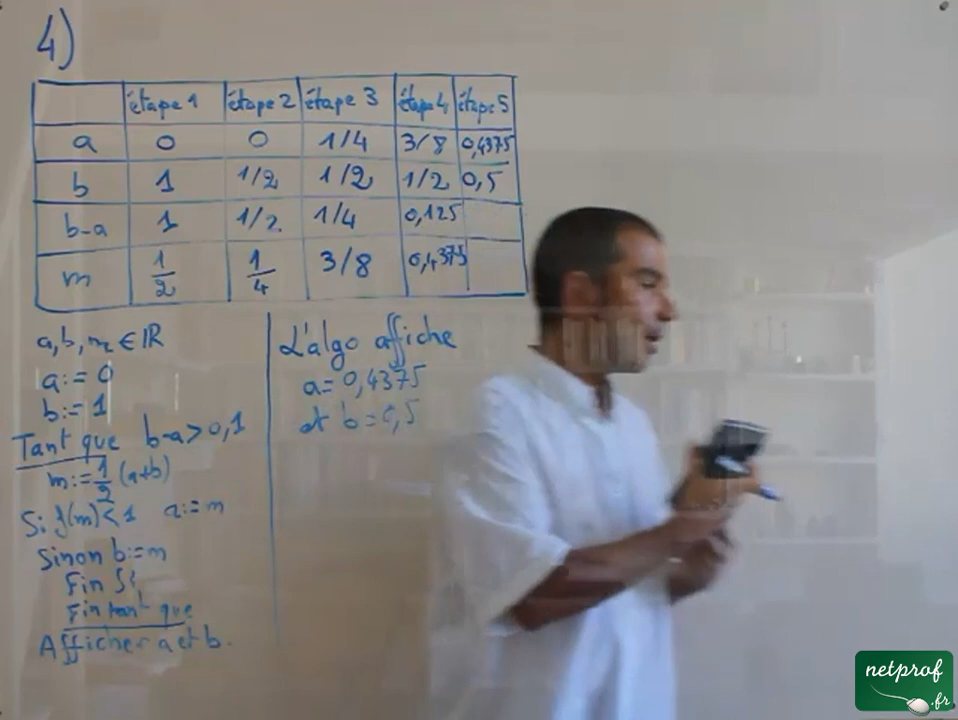 4)
étape 1 étape 2 étape 3 étape 4 étape 5
a 0 0 1/4 3/8 0,4375
b 1 1/2 1/2 1/2 0,5
b-a 1 1/2 1/4 0,125
m 1/2 1/4 3/8 0,4375
a, b, m ∈ IR
a := 0
b := 1
Tant que b-a > 0,1
m := 1/2 (a+b)
Si f(m) < 1 a := m
Sinon b := m
Fin Si
Fin tant que
Afficher a et b.
L'algo affiche
a = 0,4375
et b = 0,5
netprof
.fr